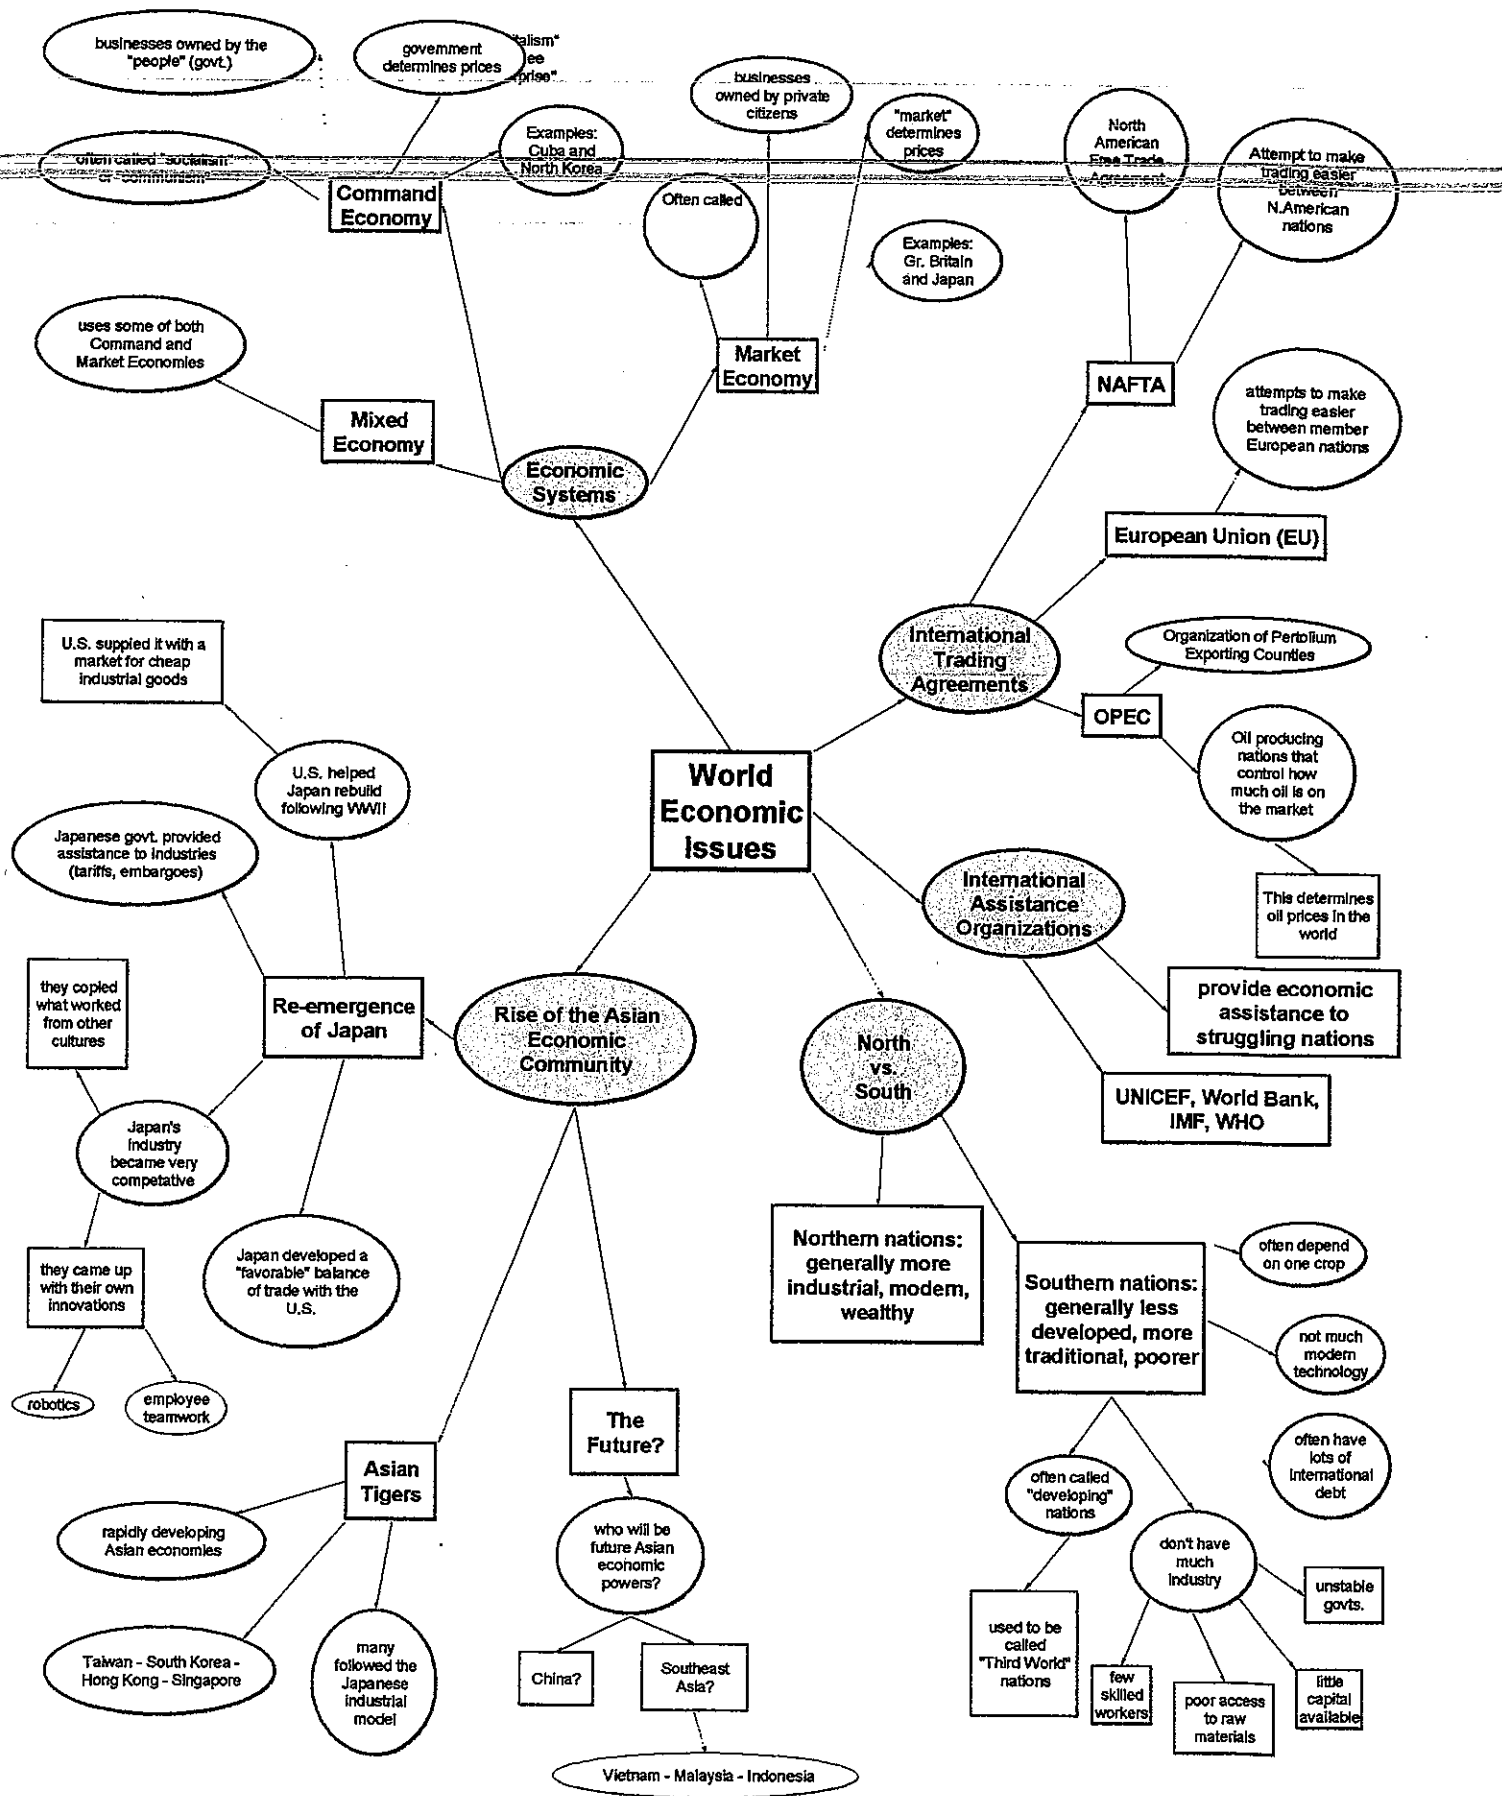 businesses owned by the
"people" (govt.)
government
determines prices
italism"
ee
rprise"
businesses
owned by private
citizens
"market"
determines
prices
North
American
Free Trade
Agreement
Attempt to make
trading easier
between
N.American
nations
often called "socialism"
or "communism"
Examples:
Cuba and
North Korea
Command
Economy
Often called
Examples:
Gr. Britain
and Japan
uses some of both
Command and
Market Economies
Market
Economy
NAFTA
attempts to make
trading easier
between member
European nations
Mixed
Economy
Economic
Systems
European Union (EU)
International
Trading
Agreements
Organization of Pertolium
Exporting Counties
OPEC
Oil producing
nations that
control how
much oil is on
the market
This determines
oil prices in the
world
U.S. suppied it with a
market for cheap
industrial goods
U.S. helped
Japan rebuild
following WWII
World
Economic
Issues
Japanese govt. provided
assistance to industries
(tariffs, embargoes)
International
Assistance
Organizations
provide economic
assistance to
struggling nations
UNICEF, World Bank,
IMF, WHO
they copied
what worked
from other
cultures
Re-emergence
of Japan
Rise of the Asian
Economic
Community
North
vs.
South
Japan's
industry
became very
competative
they came up
with their own
innovations
Japan developed a
"favorable" balance
of trade with the
U.S.
Northern nations:
generally more
industrial, modern,
wealthy
Southern nations:
generally less
developed, more
traditional, poorer
often depend
on one crop
not much
modern
technology
often have
lots of
international
debt
robotics
employee
teamwork
The
Future?
Asian
Tigers
rapidly developing
Asian economies
who will be
future Asian
economic
powers?
often called
"developing"
nations
don't have
much
industry
unstable
govts.
used to be
called
"Third World"
nations
few
skilled
workers
poor access
to raw
materials
little
capital
available
Taiwan - South Korea -
Hong Kong - Singapore
many
followed the
Japanese
industrial
model
China?
Southeast
Asia?
Vietnam - Malaysia - Indonesia